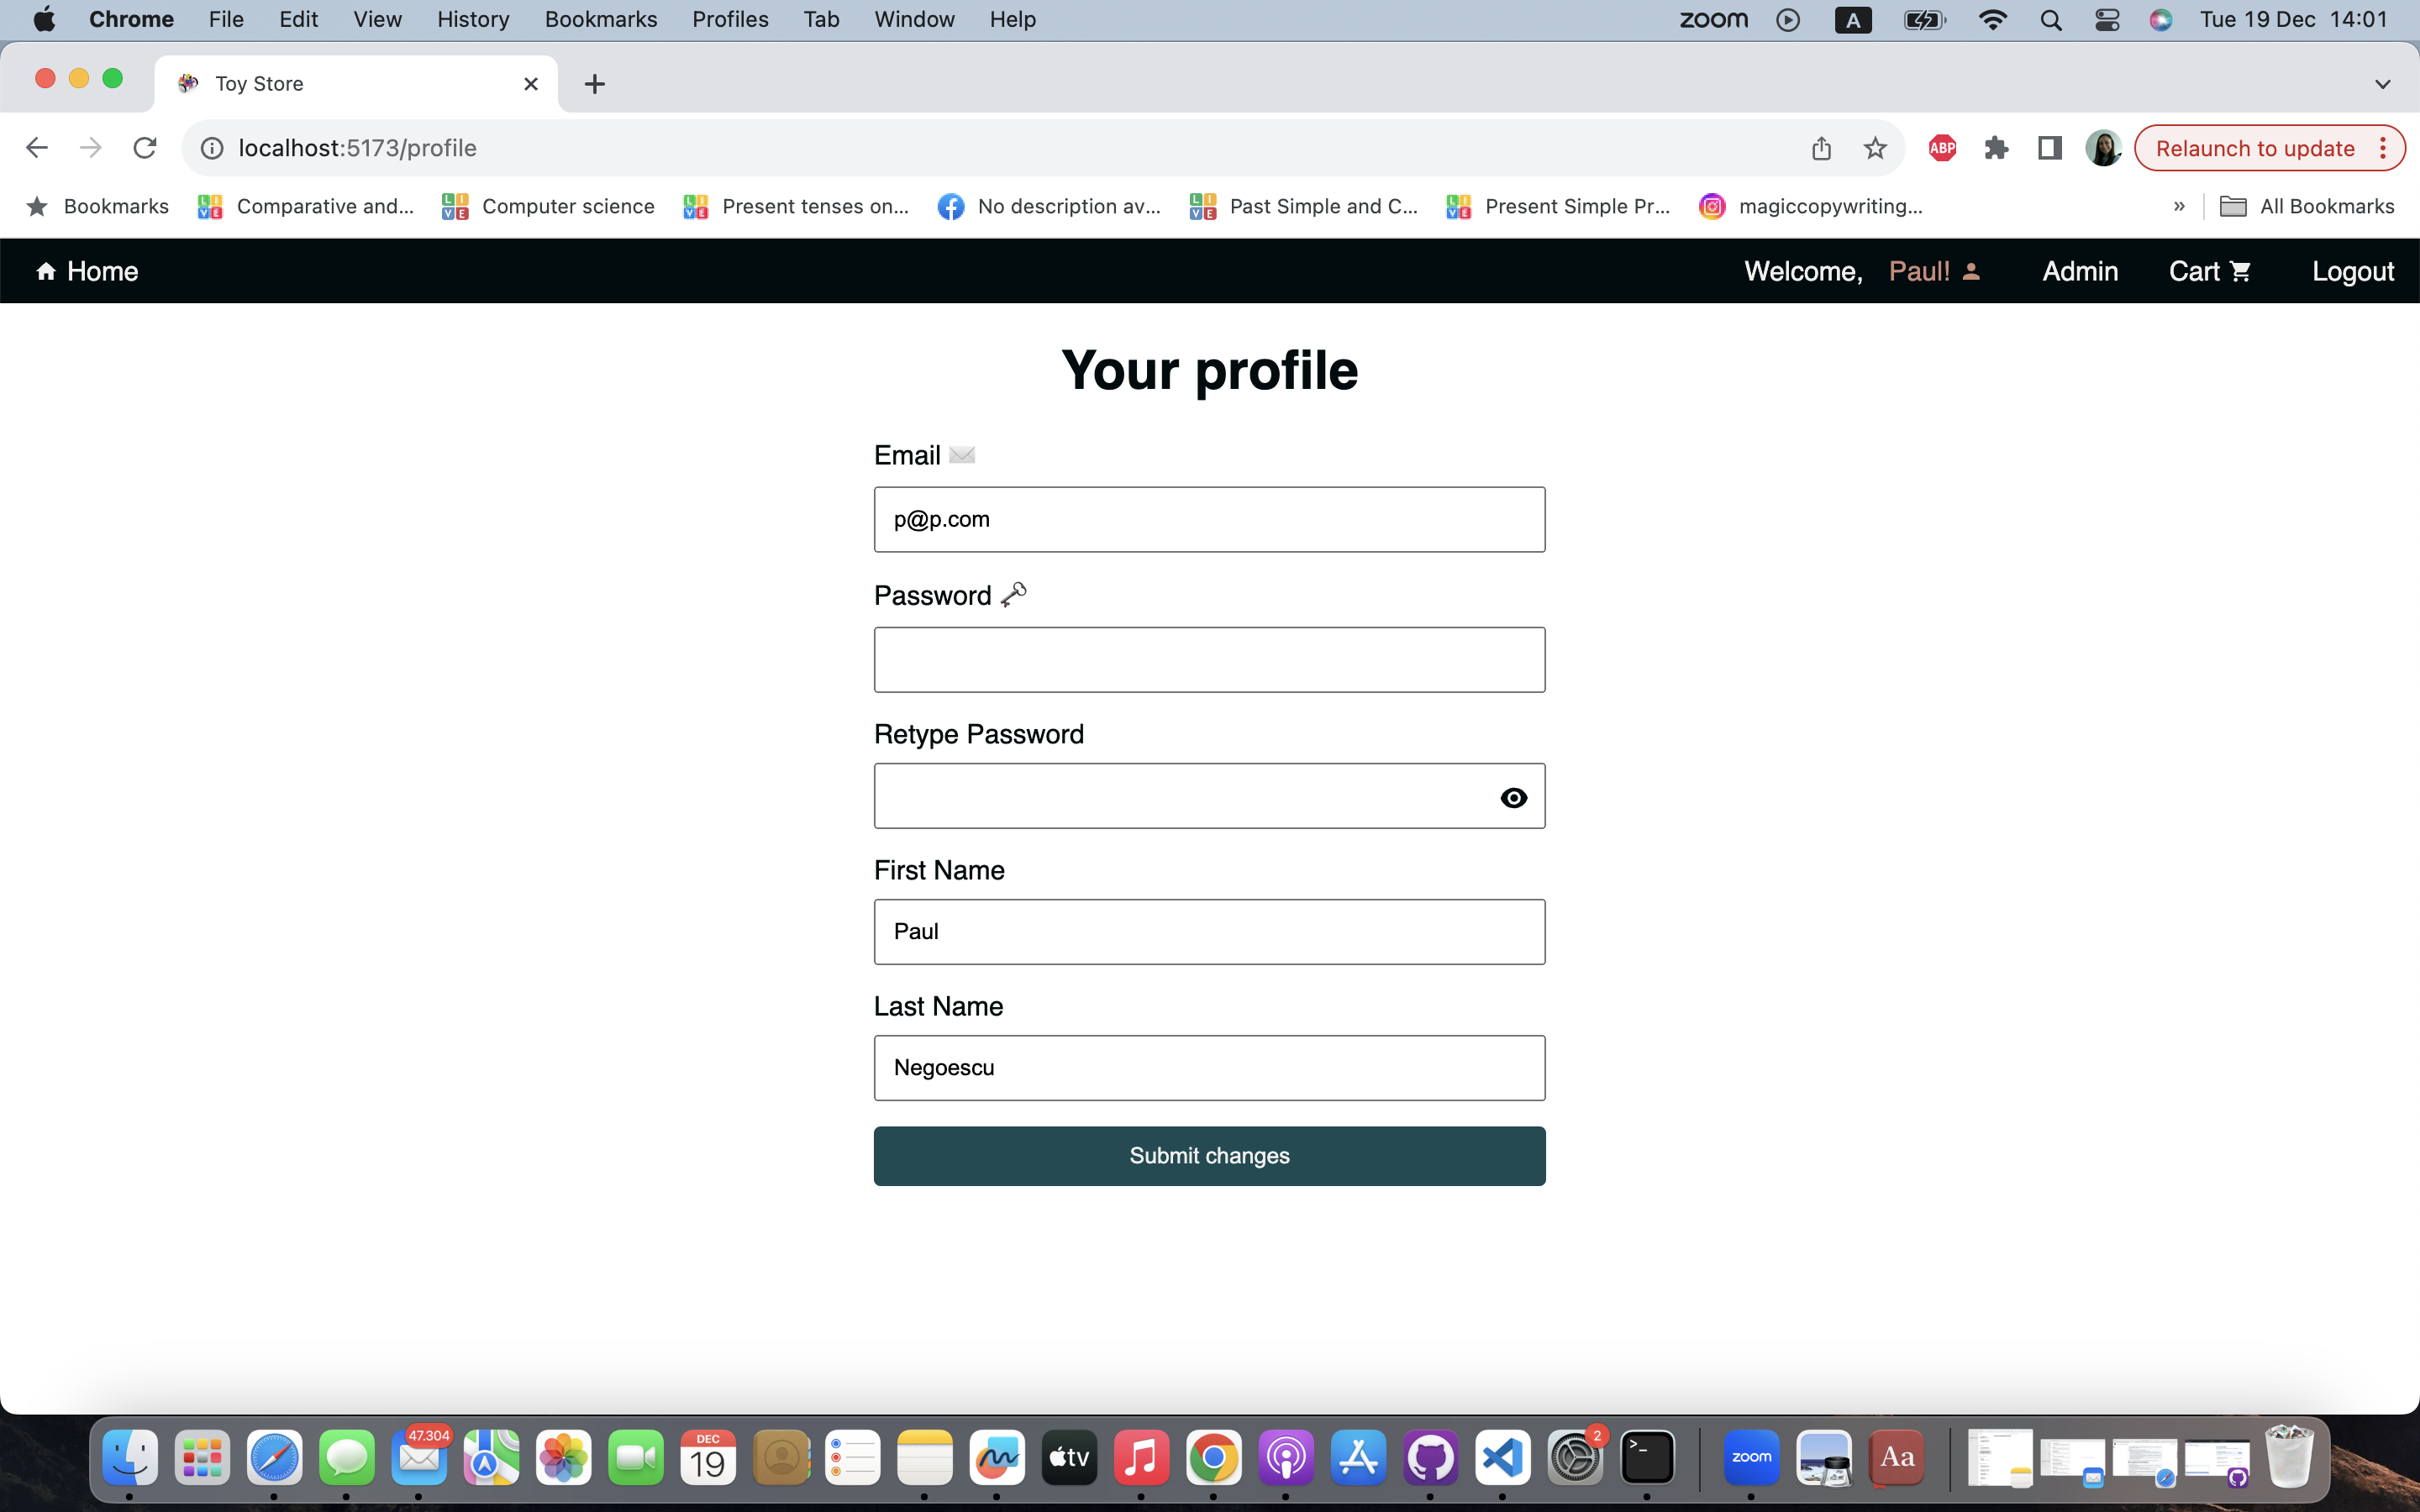 Chrome File Edit View History Bookmarks Profiles Tab Window Help zoom A Tue 19 Dec 14:01
Toy Store
localhost:5173/profile ABP Relaunch to update
Bookmarks Comparative and... Computer science Present tenses on... No description av... Past Simple and C... Present Simple Pr... magiccopywriting... » All Bookmarks
Home Welcome, Paul! Admin Cart Logout
Your profile
Email
p@p.com
Password
Retype Password
First Name
Paul
Last Name
Negoescu
Submit changes
47.304 DEC 19 tv 2 >_ zoom Aa